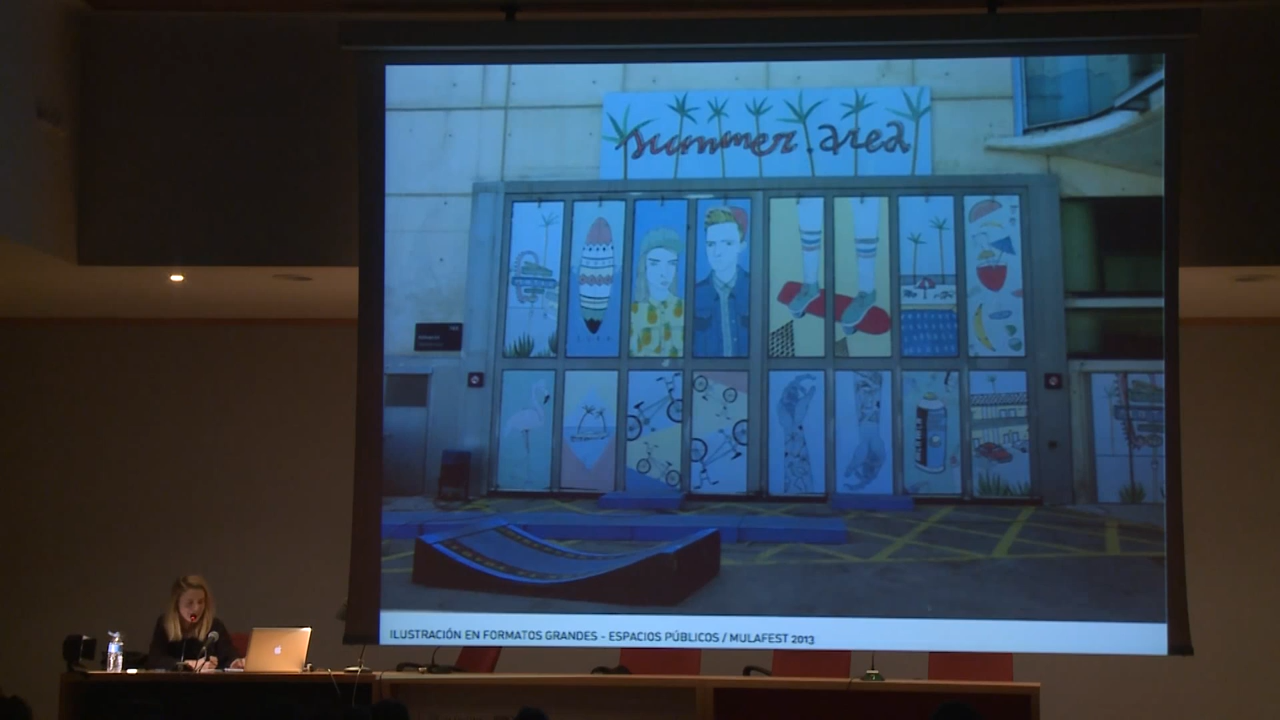 summer.area
ILUSTRACIÓN EN FORMATOS GRANDES - ESPACIOS PÚBLICOS / MULAFEST 2013